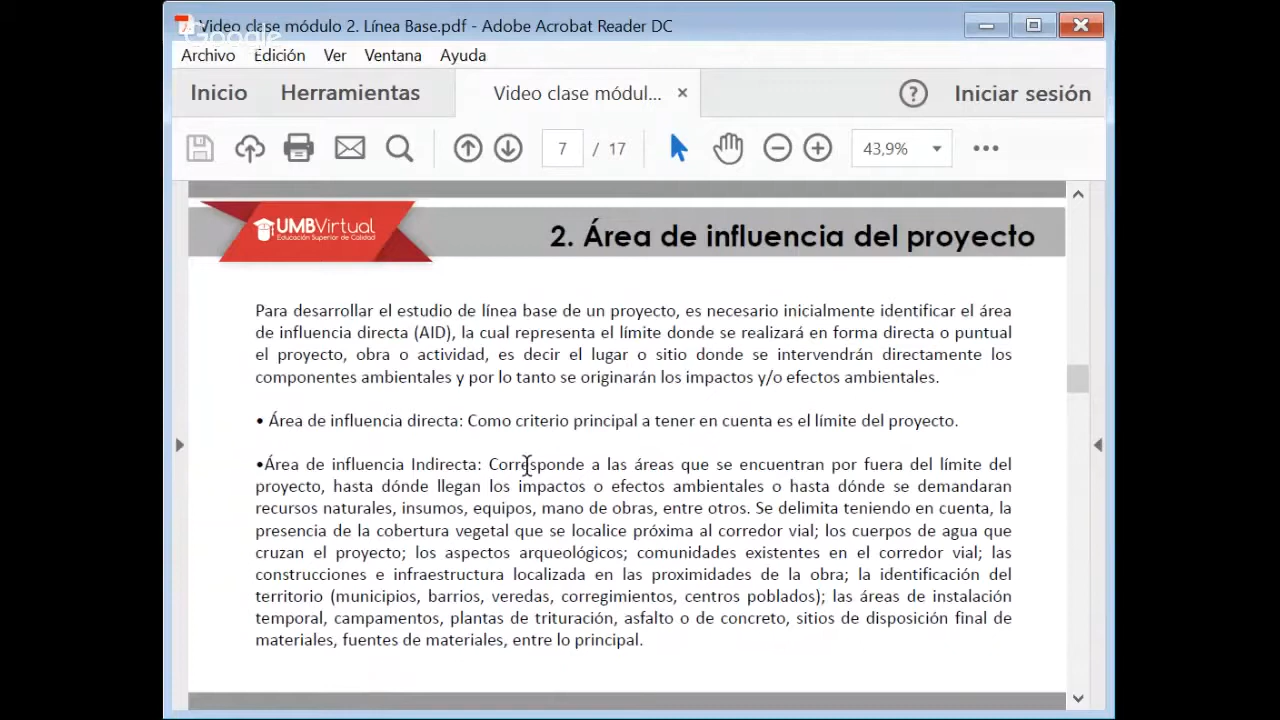 Video clase módulo 2. Línea Base.pdf - Adobe Acrobat Reader DC
Google
Archivo Edición Ver Ventana Ayuda
Inicio Herramientas Video clase módul... × Iniciar sesión
7 / 17 43,9%
UMBVirtual
Educación Superior de Calidad
2. Área de influencia del proyecto
Para desarrollar el estudio de línea base de un proyecto, es necesario inicialmente identificar el área
de influencia directa (AID), la cual representa el límite donde se realizará en forma directa o puntual
el proyecto, obra o actividad, es decir el lugar o sitio donde se intervendrán directamente los
componentes ambientales y por lo tanto se originarán los impactos y/o efectos ambientales.
• Área de influencia directa: Como criterio principal a tener en cuenta es el límite del proyecto.
•Área de influencia Indirecta: Corresponde a las áreas que se encuentran por fuera del límite del
proyecto, hasta dónde llegan los impactos o efectos ambientales o hasta dónde se demandaran
recursos naturales, insumos, equipos, mano de obras, entre otros. Se delimita teniendo en cuenta, la
presencia de la cobertura vegetal que se localice próxima al corredor vial; los cuerpos de agua que
cruzan el proyecto; los aspectos arqueológicos; comunidades existentes en el corredor vial; las
construcciones e infraestructura localizada en las proximidades de la obra; la identificación del
territorio (municipios, barrios, veredas, corregimientos, centros poblados); las áreas de instalación
temporal, campamentos, plantas de trituración, asfalto o de concreto, sitios de disposición final de
materiales, fuentes de materiales, entre lo principal.